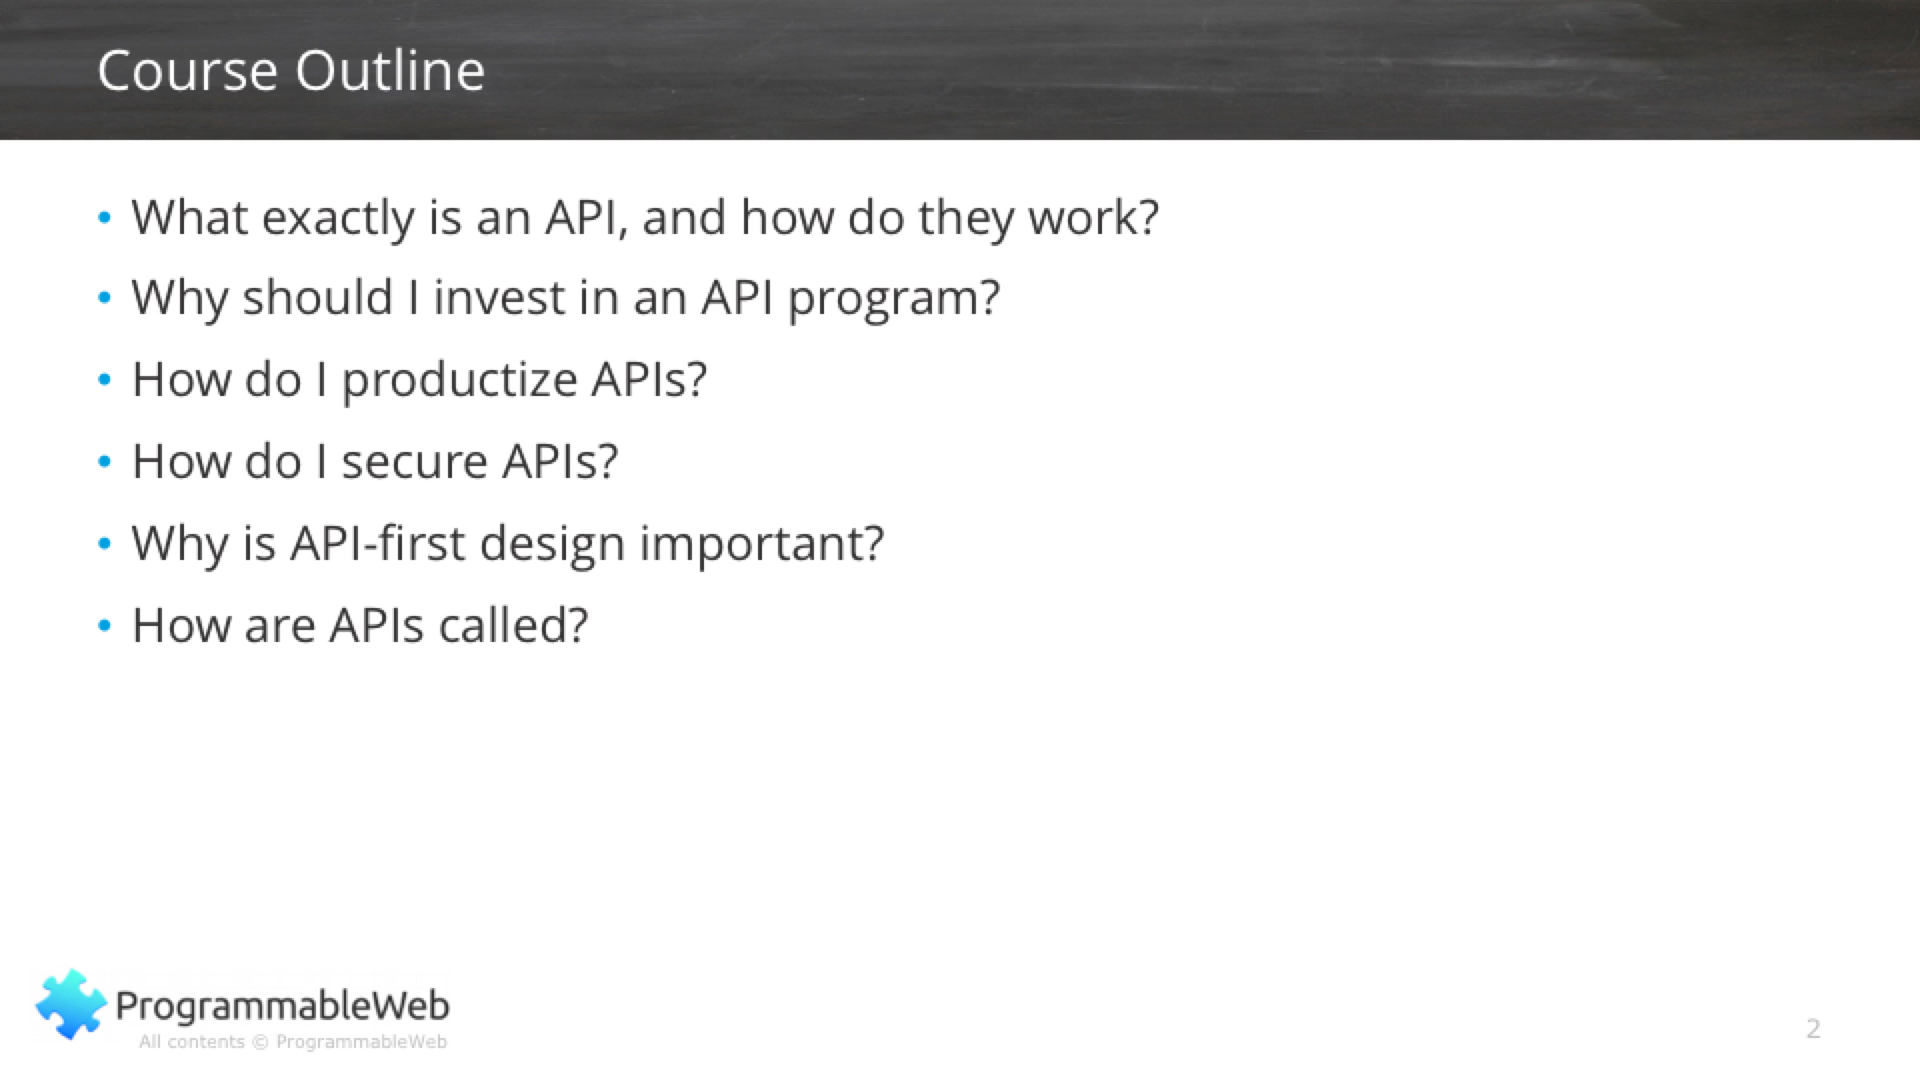 Course Outline
• What exactly is an API, and how do they work?
• Why should I invest in an API program?
• How do I productize APIs?
• How do I secure APIs?
• Why is API-first design important?
• How are APIs called?
ProgrammableWeb
All contents © ProgrammableWeb
2